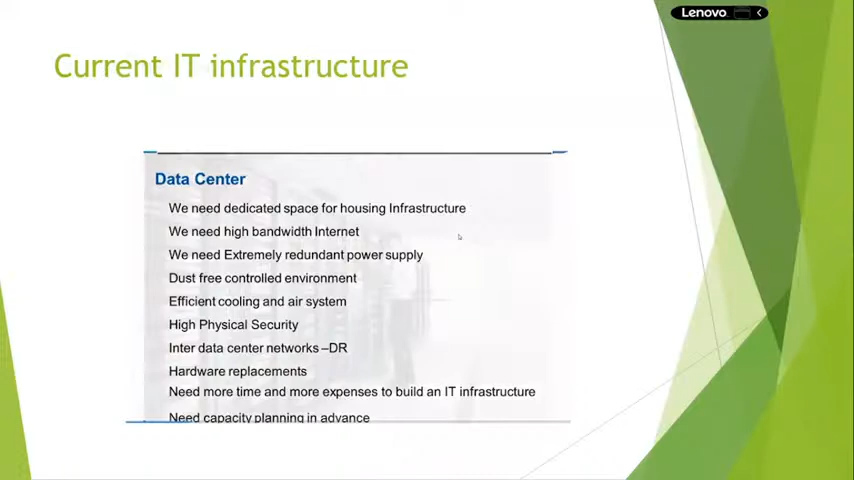 Lenovo
Current IT infrastructure
Data Center
We need dedicated space for housing Infrastructure
We need high bandwidth Internet
We need Extremely redundant power supply
Dust free controlled environment
Efficient cooling and air system
High Physical Security
Inter data center networks –DR
Hardware replacements
Need more time and more expenses to build an IT infrastructure
Need capacity planning in advance